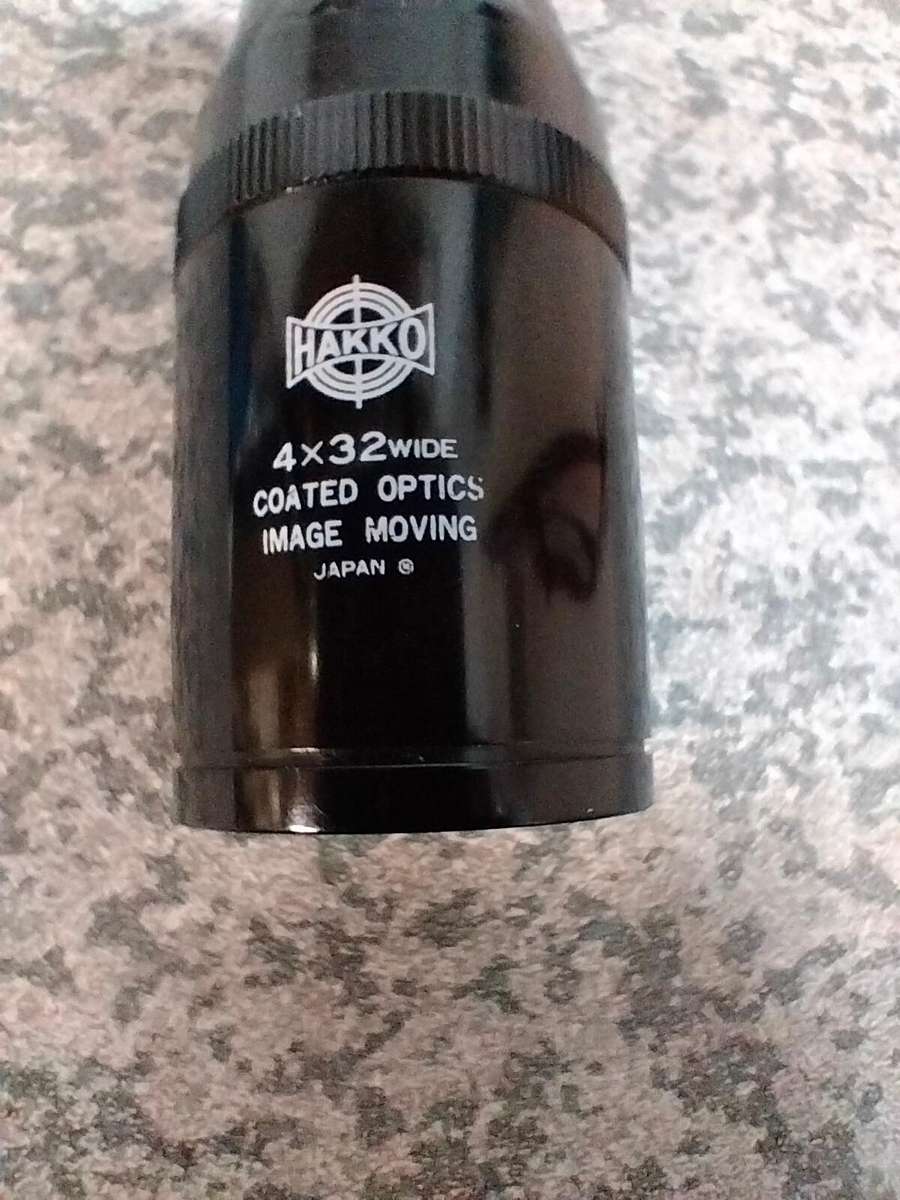 HAKKO
4×32WIDE
COATED OPTICS
IMAGE MOVING
JAPAN